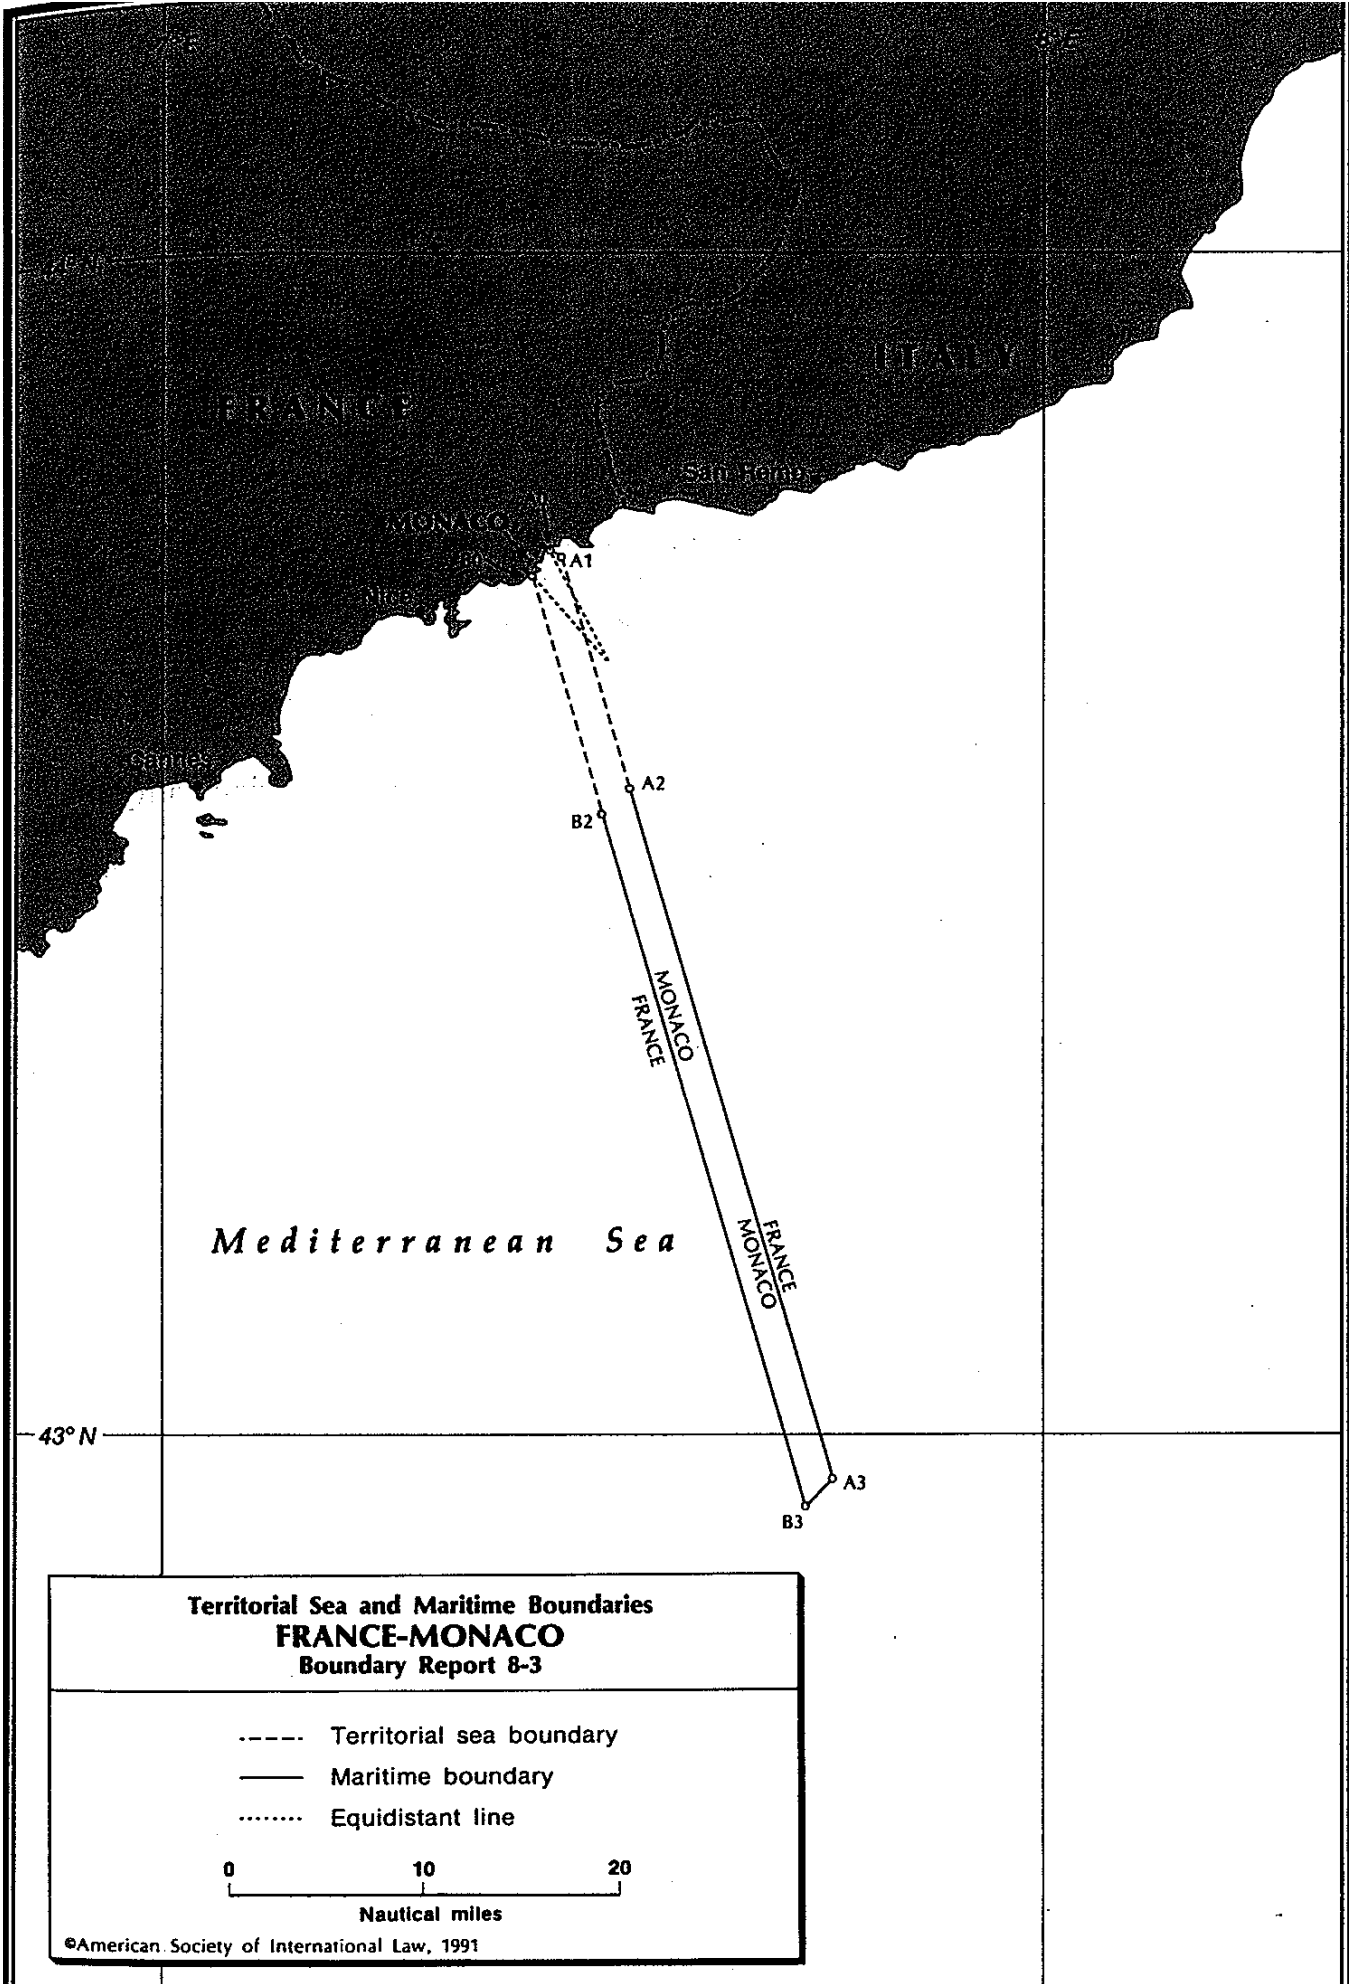 8°E
ITALY
FRANCE
San Remo
MONACO
A1
Nice
Cannes
A2
B2
MONACO
FRANCE
FRANCE
MONACO
Mediterranean Sea
43°N
A3
B3
Territorial Sea and Maritime Boundaries
FRANCE-MONACO
Boundary Report 8-3
Territorial sea boundary
Maritime boundary
Equidistant line
0 10 20
Nautical miles
©American Society of International Law, 1991